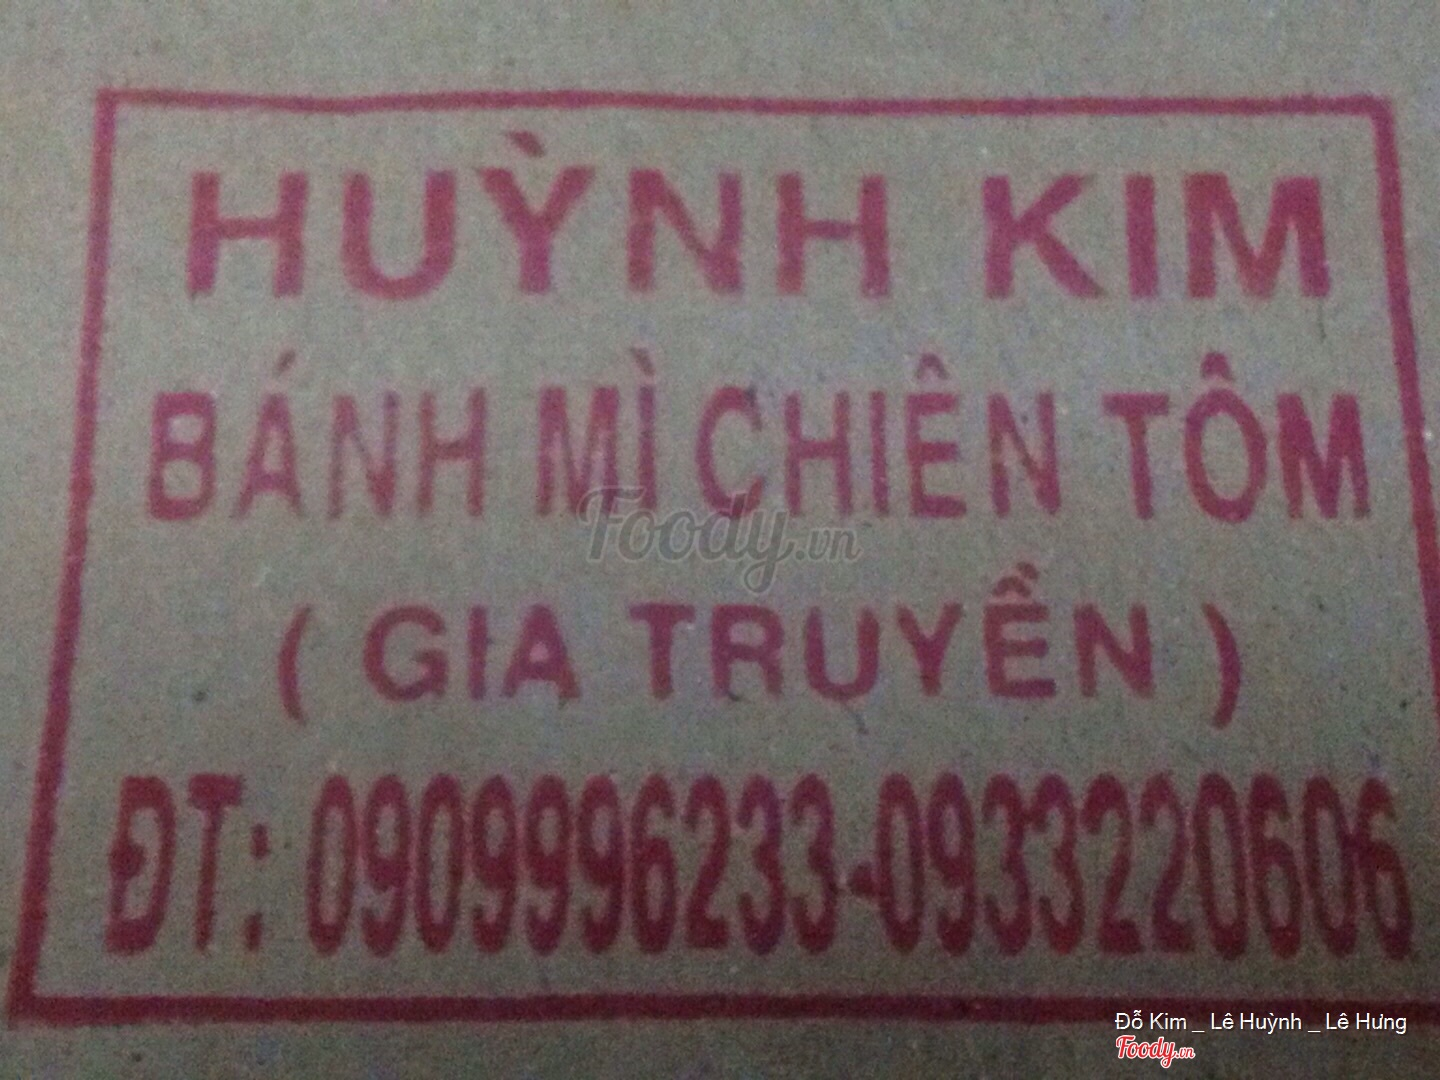 HUỲNH KIM
BÁNH MÌ CHIÊN TÔM
Foody.vn
( GIA TRUYỀN )
ĐT: 0909996233-0933220606
Đỗ Kim _ Lê Huỳnh _ Lê Hưng
Foody.vn